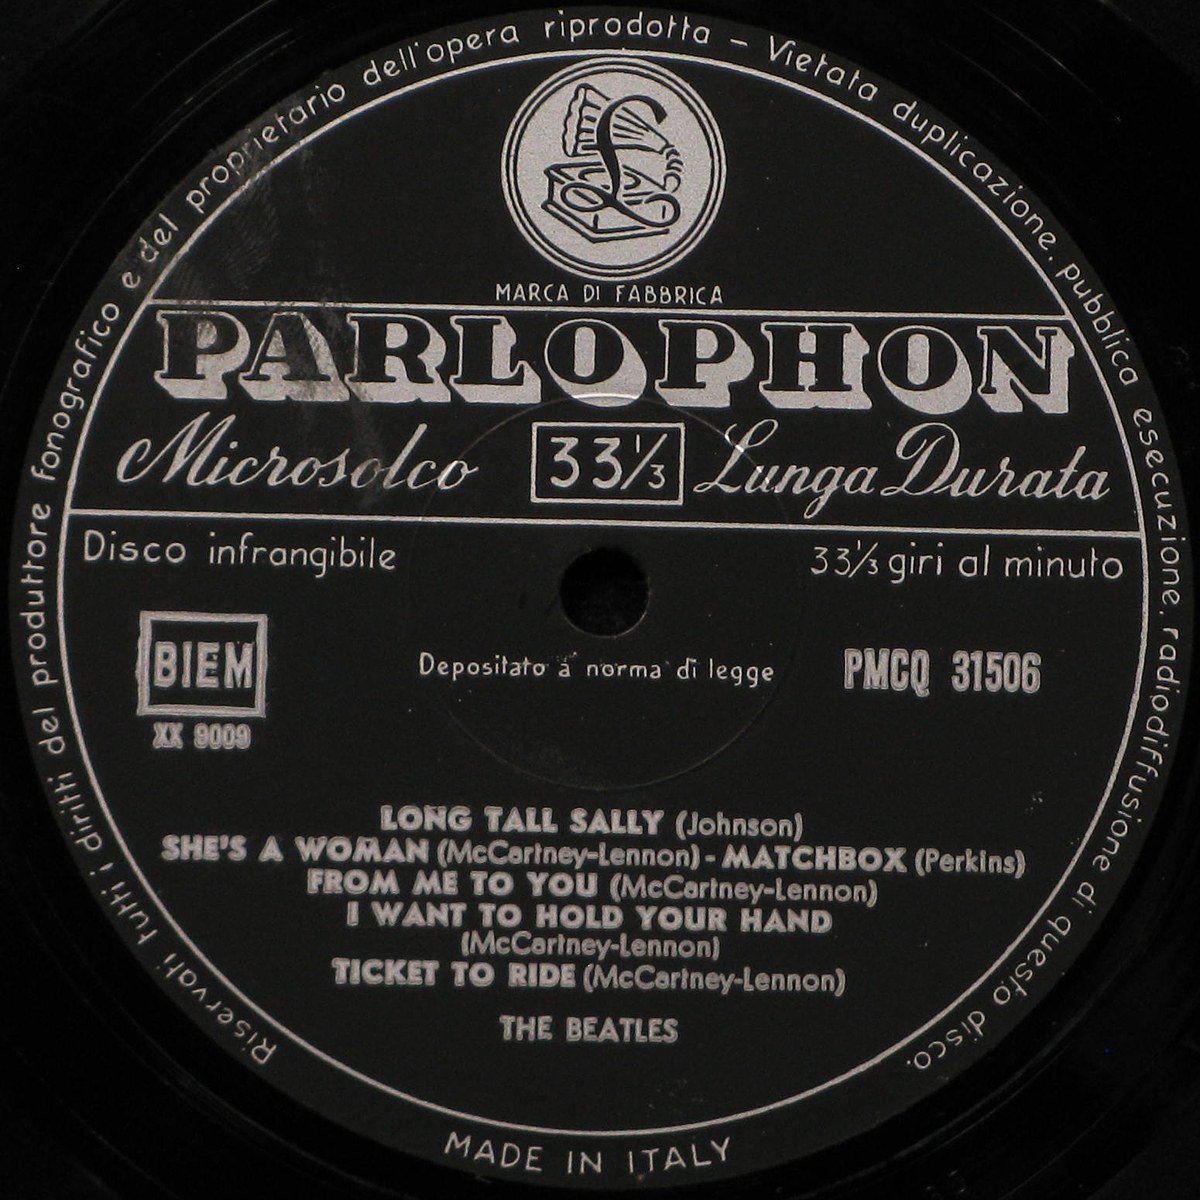 Riservati tutti i diritti del produttore fonografico e del proprietario dell'opera riprodotta – Vietata duplicazione. pubblica esecuzione. radiodiffusione di questo disco.
£
MARCA DI FABBRICA
PARLOPHON
Microsolco 33⅓ Lunga Durata
Disco infrangibile 33⅓ giri al minuto
BIEM Depositato a norma di legge PMCQ 31506
XX 9009
LONG TALL SALLY (Johnson)
SHE'S A WOMAN (McCartney-Lennon) - MATCHBOX (Perkins)
FROM ME TO YOU (McCartney-Lennon)
I WANT TO HOLD YOUR HAND
(McCartney-Lennon)
TICKET TO RIDE (McCartney-Lennon)
THE BEATLES
MADE IN ITALY